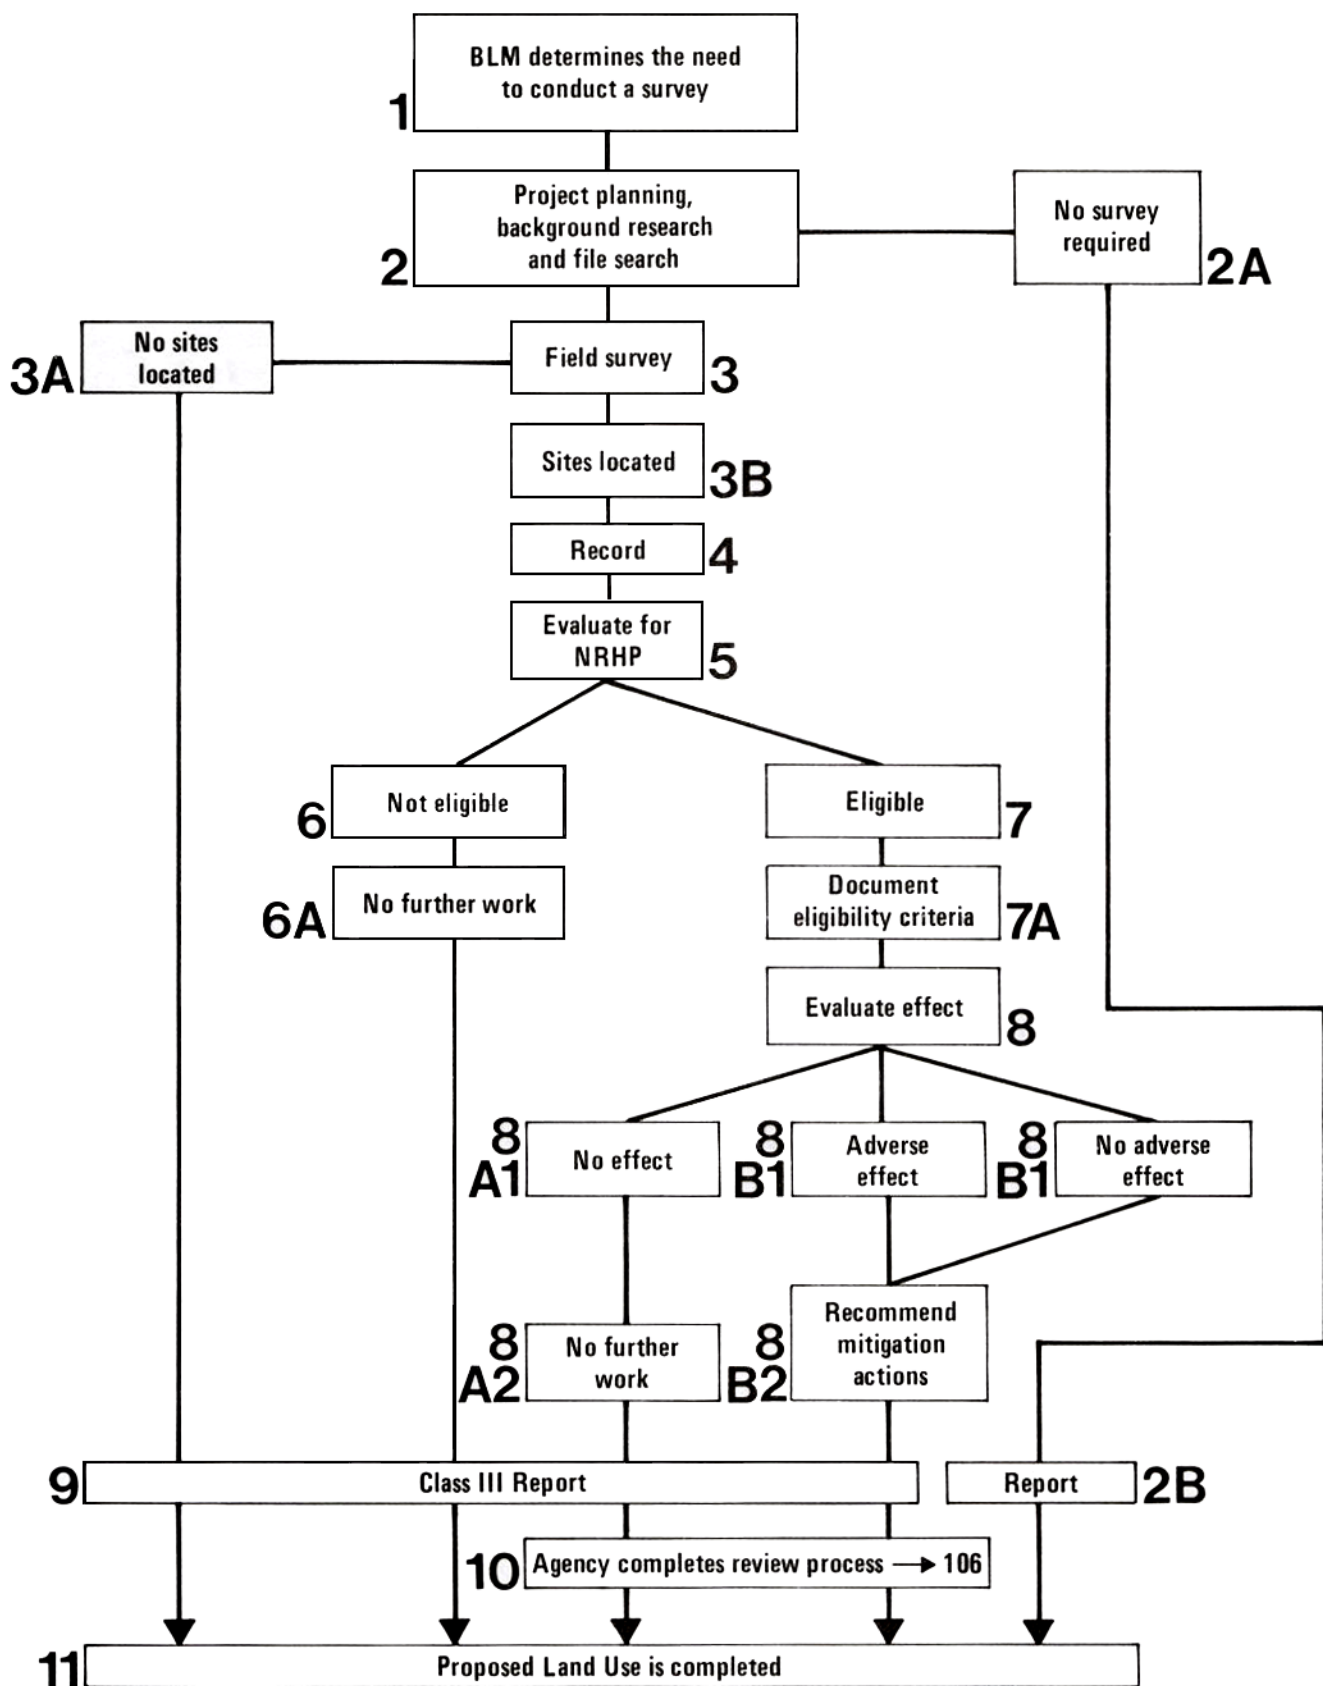 BLM determines the need
to conduct a survey
1
Project planning,
background research
and file search
2
No survey
required
2A
No sites
located
3A
Field survey
3
Sites located
3B
Record
4
Evaluate for
NRHP
5
Not eligible
6
Eligible
7
No further work
6A
Document
eligibility criteria
7A
Evaluate effect
8
8
A1
No effect
8
B1
Adverse
effect
8
B1
No adverse
effect
8
A2
No further
work
8
B2
Recommend
mitigation
actions
9
Class III Report
Report
2B
10
Agency completes review process → 106
11
Proposed Land Use is completed